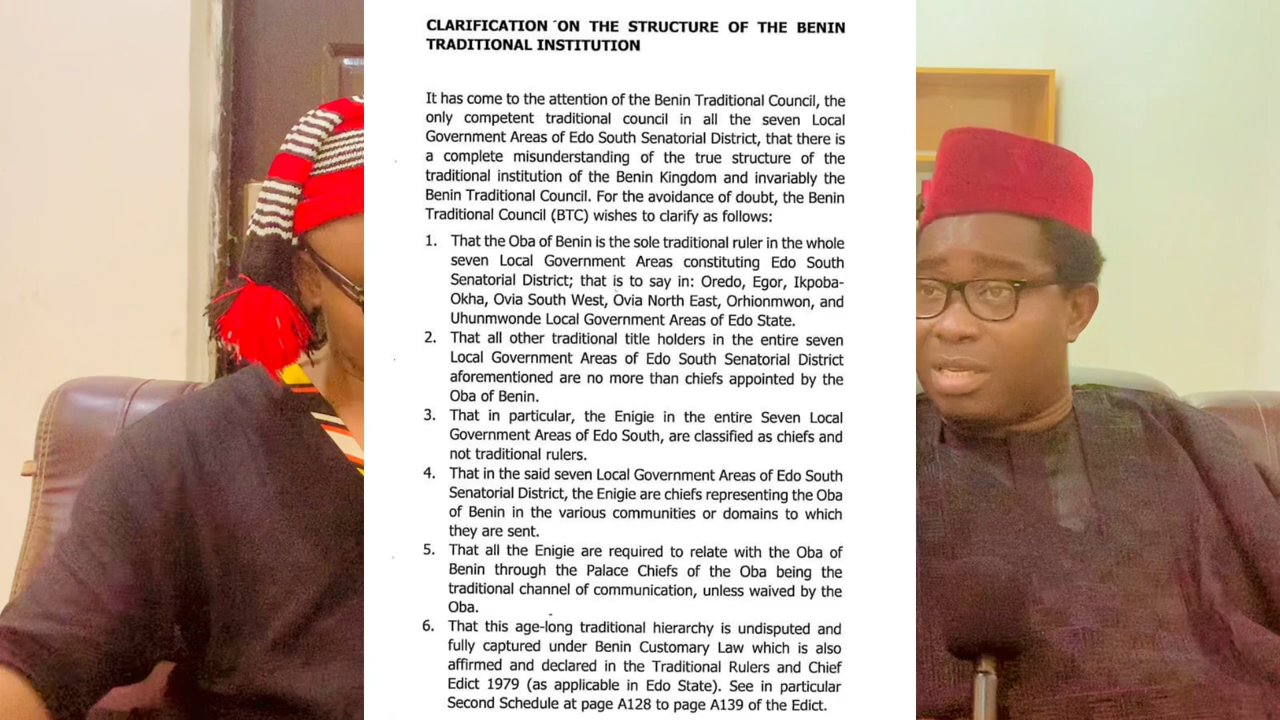 CLARIFICATION ON THE STRUCTURE OF THE BENIN
TRADITIONAL INSTITUTION
It has come to the attention of the Benin Traditional Council, the
only competent traditional council in all the seven Local
Government Areas of Edo South Senatorial District, that there is
a complete misunderstanding of the true structure of the
traditional institution of the Benin Kingdom and invariably the
Benin Traditional Council. For the avoidance of doubt, the Benin
Traditional Council (BTC) wishes to clarify as follows:
1. That the Oba of Benin is the sole traditional ruler in the whole
seven Local Government Areas constituting Edo South
Senatorial District; that is to say in: Oredo, Egor, Ikpoba-
Okha, Ovia South West, Ovia North East, Orhionmwon, and
Uhunmwonde Local Government Areas of Edo State.
2. That all other traditional title holders in the entire seven
Local Government Areas of Edo South Senatorial District
aforementioned are no more than chiefs appointed by the
Oba of Benin.
3. That in particular, the Enigie in the entire Seven Local
Government Areas of Edo South, are classified as chiefs and
not traditional rulers.
4. That in the said seven Local Government Areas of Edo South
Senatorial District, the Enigie are chiefs representing the Oba
of Benin in the various communities or domains to which
they are sent.
5. That all the Enigie are required to relate with the Oba of
Benin through the Palace Chiefs of the Oba being the
traditional channel of communication, unless waived by the
Oba.
6. That this age-long traditional hierarchy is undisputed and
fully captured under Benin Customary Law which is also
affirmed and declared in the Traditional Rulers and Chief
Edict 1979 (as applicable in Edo State). See in particular
Second Schedule at page A128 to page A139 of the Edict.